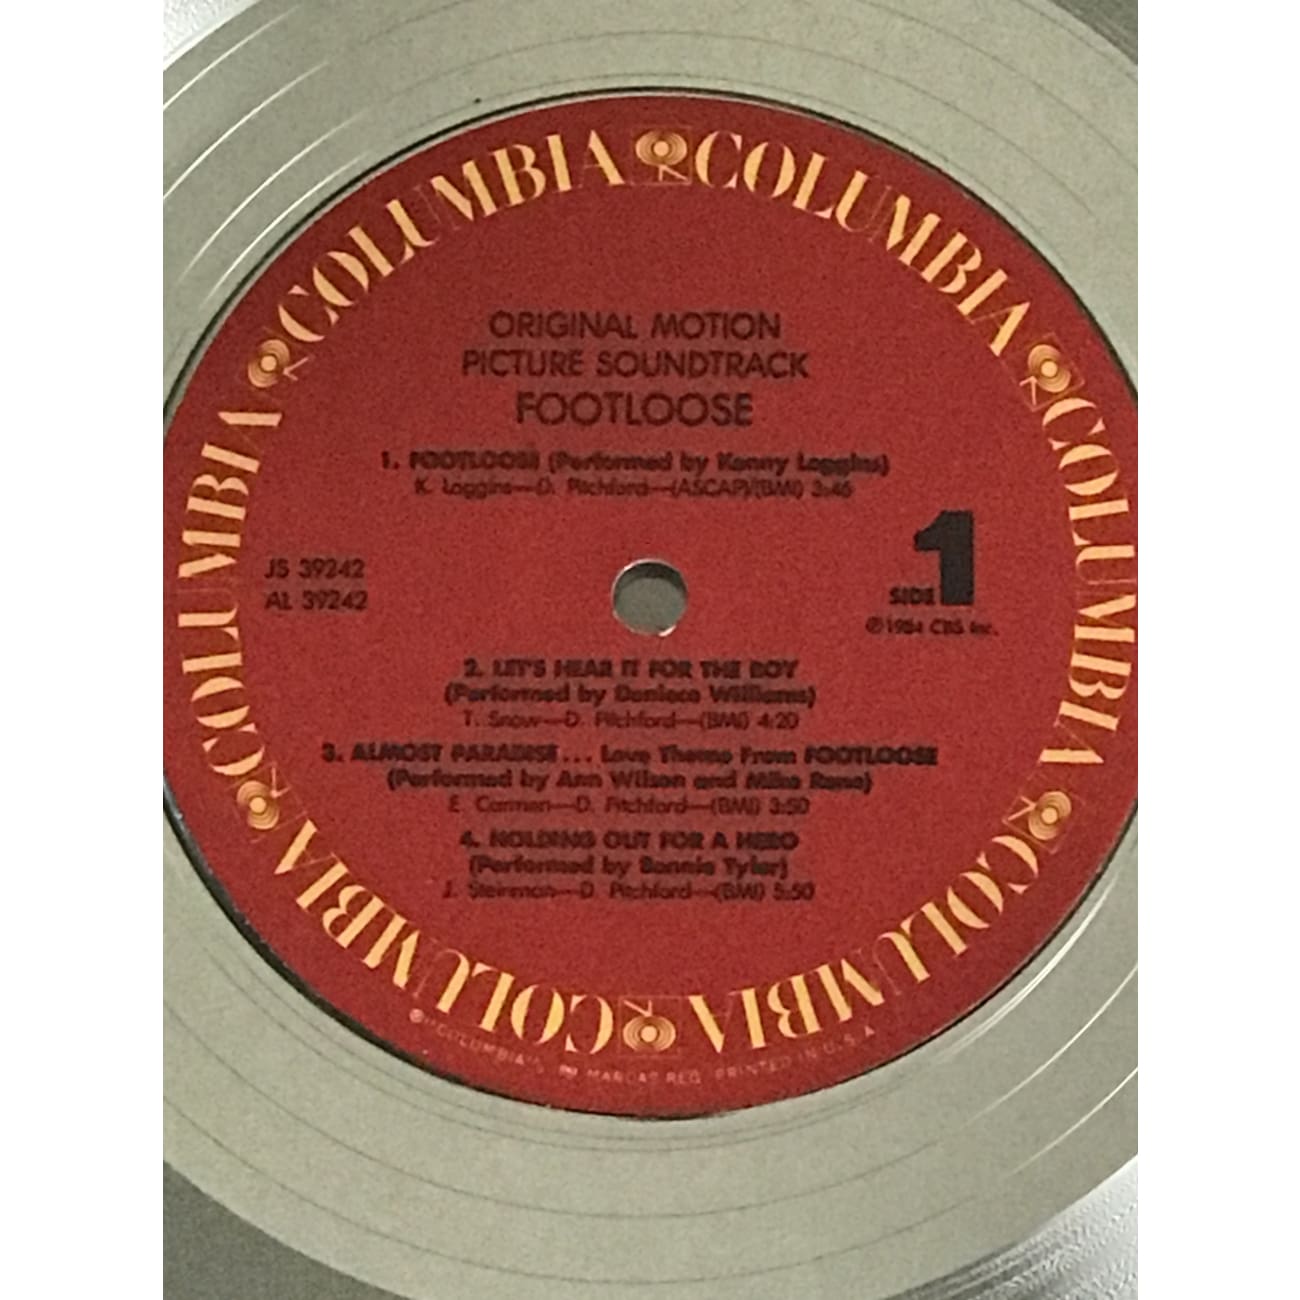 COLUMBIA COLUMBIA COLUMBIA COLUMBIA COLUMBIA COLUMBIA
ORIGINAL MOTION
PICTURE SOUNDTRACK
FOOTLOOSE
1. FOOTLOOSE (Performed by Kenny Loggins)
K. Loggins—D. Pitchford—(ASCAP)/(BMI) 3:46
JS 39242
AL 39242
SIDE 1
℗1984 CBS Inc.
2. LET'S HEAR IT FOR THE BOY
(Performed by Deniece Williams)
T. Snow—D. Pitchford—(BMI) 4:20
3. ALMOST PARADISE... Love Theme From FOOTLOOSE
(Performed by Ann Wilson and Mike Reno)
E. Carmen—D. Pitchford—(BMI) 3:50
4. HOLDING OUT FOR A HERO
(Performed by Bonnie Tyler)
J. Steinman—D. Pitchford—(BMI) 5:50
"COLUMBIA", MARCAS REG. PRINTED IN U.S.A.